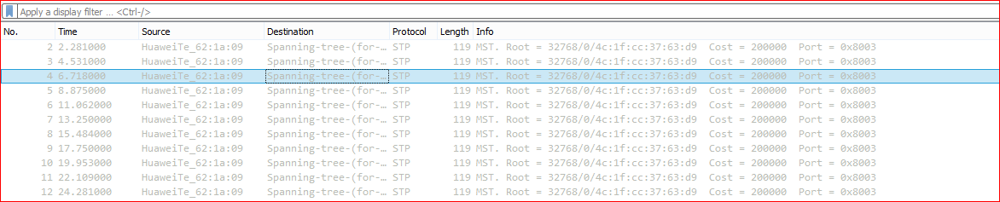 Apply a display filter ... <Ctrl-/>
No. Time Source Destination Protocol Length Info
2 2.281000 HuaweiTe_62:1a:09 Spanning-tree-(for-… STP 119 MST. Root = 32768/0/4c:1f:cc:37:63:d9 Cost = 200000 Port = 0x8003
3 4.531000 HuaweiTe_62:1a:09 Spanning-tree-(for-… STP 119 MST. Root = 32768/0/4c:1f:cc:37:63:d9 Cost = 200000 Port = 0x8003
4 6.718000 HuaweiTe_62:1a:09 Spanning-tree-(for-… STP 119 MST. Root = 32768/0/4c:1f:cc:37:63:d9 Cost = 200000 Port = 0x8003
5 8.875000 HuaweiTe_62:1a:09 Spanning-tree-(for-… STP 119 MST. Root = 32768/0/4c:1f:cc:37:63:d9 Cost = 200000 Port = 0x8003
6 11.062000 HuaweiTe_62:1a:09 Spanning-tree-(for-… STP 119 MST. Root = 32768/0/4c:1f:cc:37:63:d9 Cost = 200000 Port = 0x8003
7 13.250000 HuaweiTe_62:1a:09 Spanning-tree-(for-… STP 119 MST. Root = 32768/0/4c:1f:cc:37:63:d9 Cost = 200000 Port = 0x8003
8 15.484000 HuaweiTe_62:1a:09 Spanning-tree-(for-… STP 119 MST. Root = 32768/0/4c:1f:cc:37:63:d9 Cost = 200000 Port = 0x8003
9 17.750000 HuaweiTe_62:1a:09 Spanning-tree-(for-… STP 119 MST. Root = 32768/0/4c:1f:cc:37:63:d9 Cost = 200000 Port = 0x8003
10 19.953000 HuaweiTe_62:1a:09 Spanning-tree-(for-… STP 119 MST. Root = 32768/0/4c:1f:cc:37:63:d9 Cost = 200000 Port = 0x8003
11 22.109000 HuaweiTe_62:1a:09 Spanning-tree-(for-… STP 119 MST. Root = 32768/0/4c:1f:cc:37:63:d9 Cost = 200000 Port = 0x8003
12 24.281000 HuaweiTe_62:1a:09 Spanning-tree-(for-… STP 119 MST. Root = 32768/0/4c:1f:cc:37:63:d9 Cost = 200000 Port = 0x8003